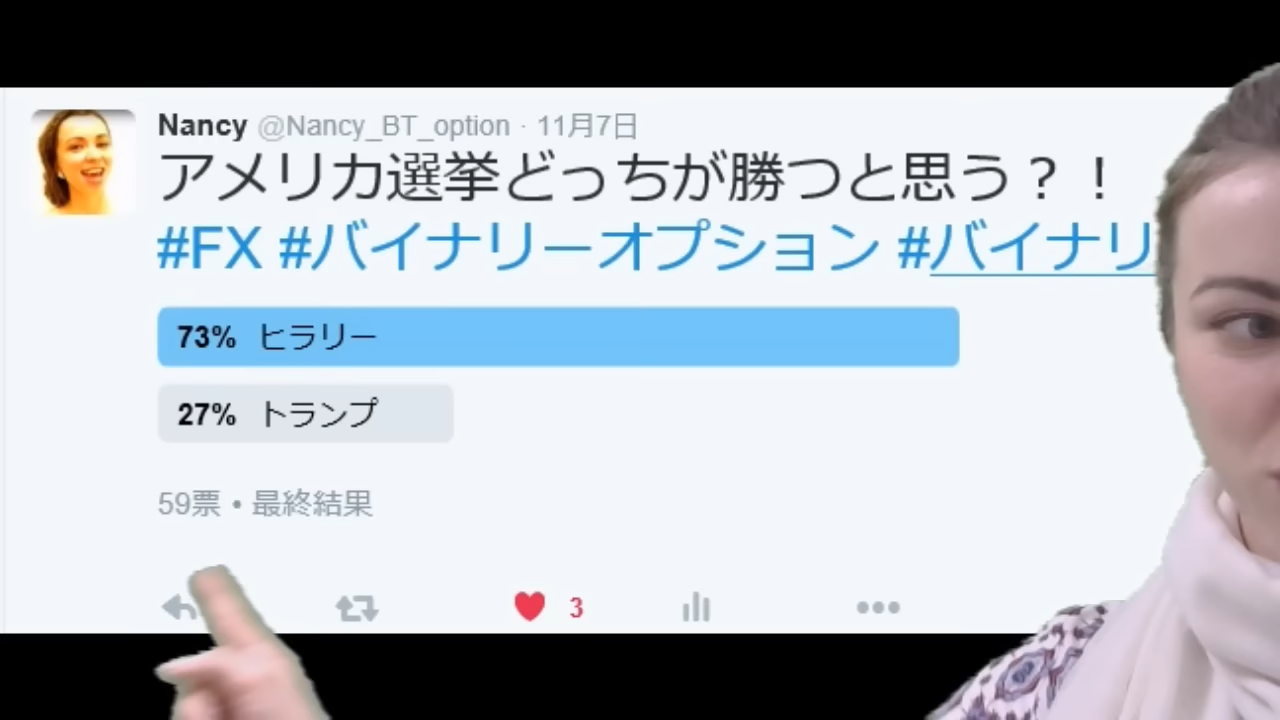 Nancy @Nancy_BT_option · 11月7日
アメリカ選挙どっちが勝つと思う？！
#FX #バイナリーオプション #バイナリ
73% ヒラリー
27% トランプ
59票 • 最終結果
3